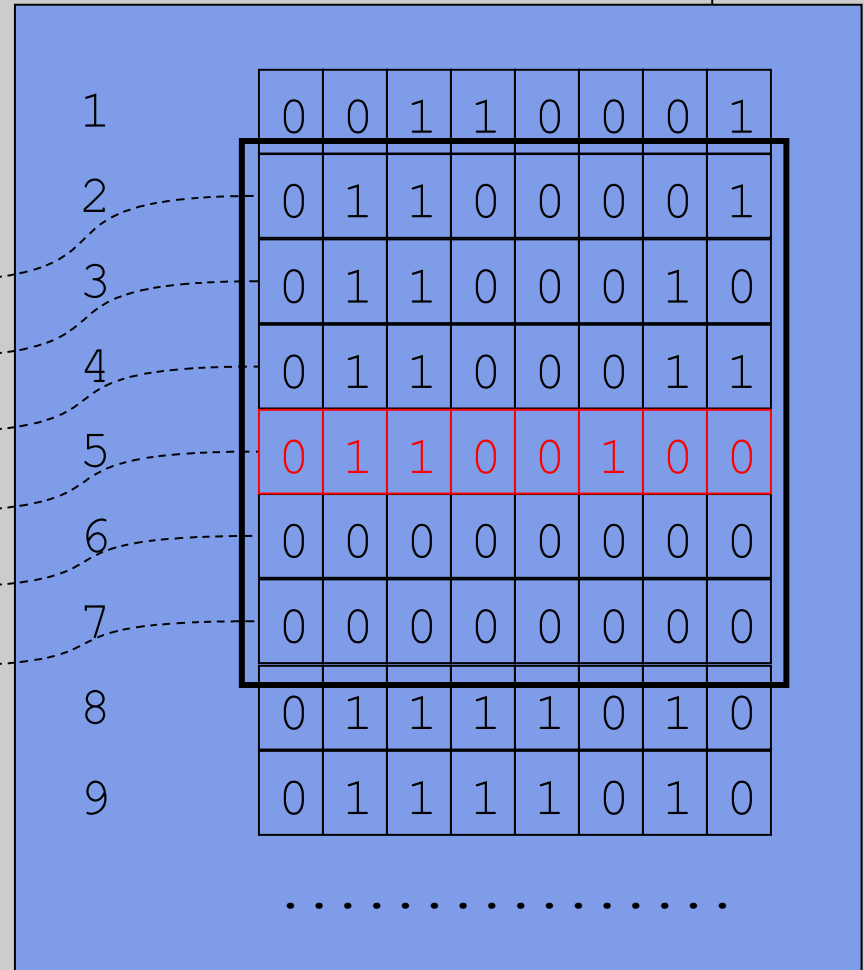 1 0 0 1 1 0 0 0 1
2 0 1 1 0 0 0 0 1
3 0 1 1 0 0 0 1 0
4 0 1 1 0 0 0 1 1
5 0 1 1 0 0 1 0 0
6 0 0 0 0 0 0 0 0
7 0 0 0 0 0 0 0 0
8 0 1 1 1 1 0 1 0
9 0 1 1 1 1 0 1 0
. . . . . . . . . . . . . . . .